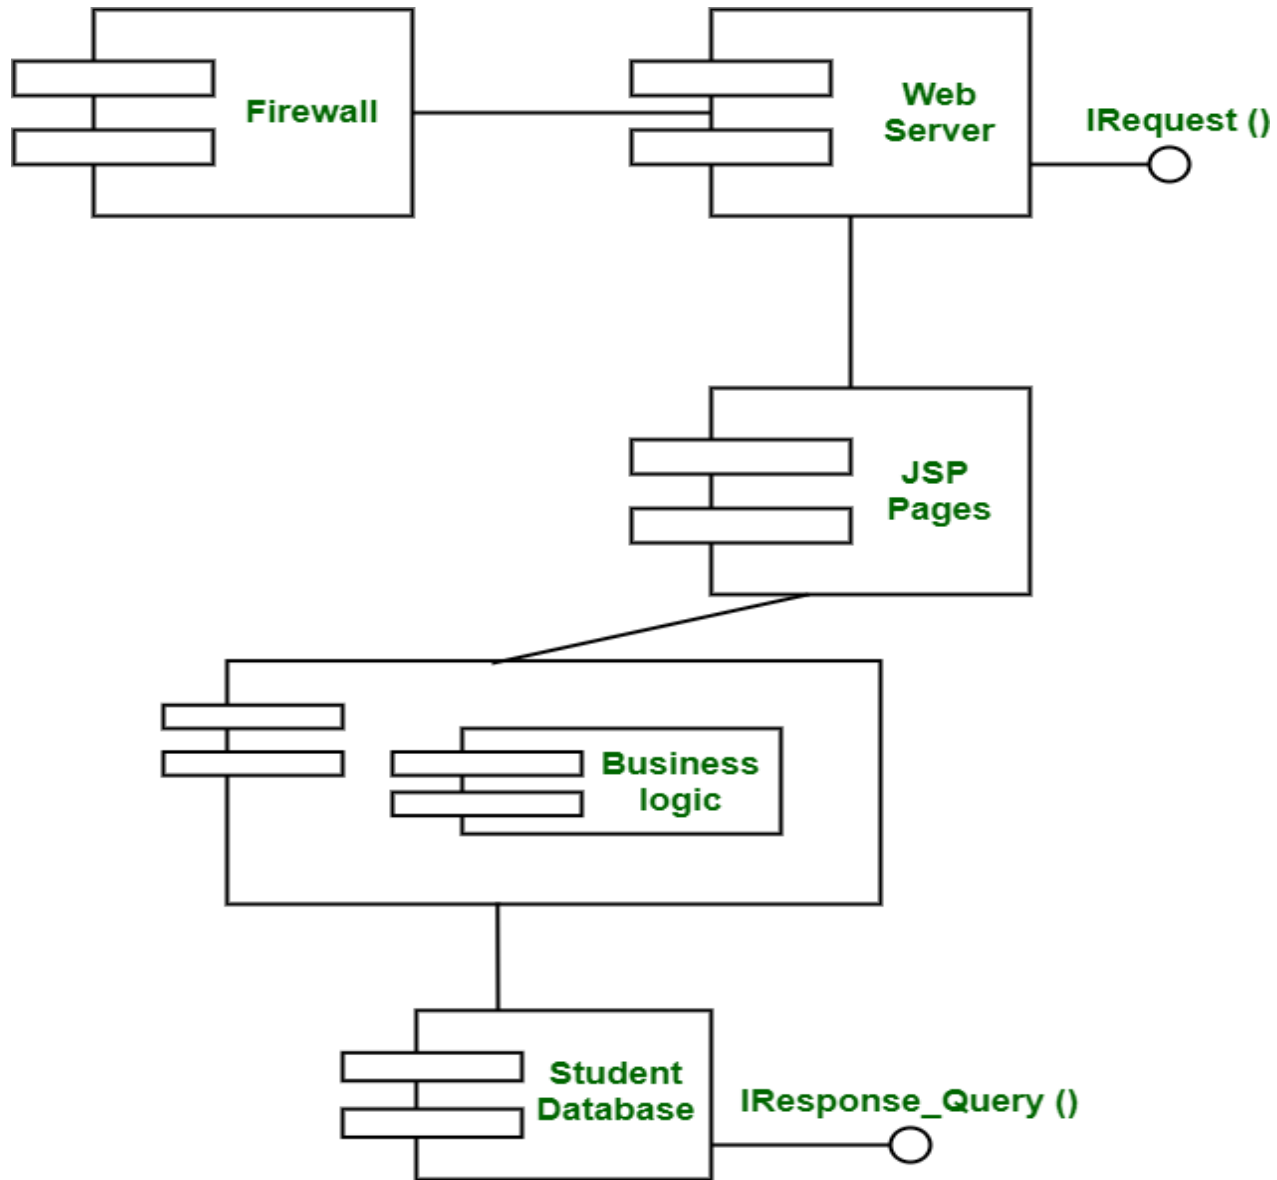 Firewall
Web
Server
IRequest ()
JSP
Pages
Business
logic
Student
Database
IResponse_Query ()